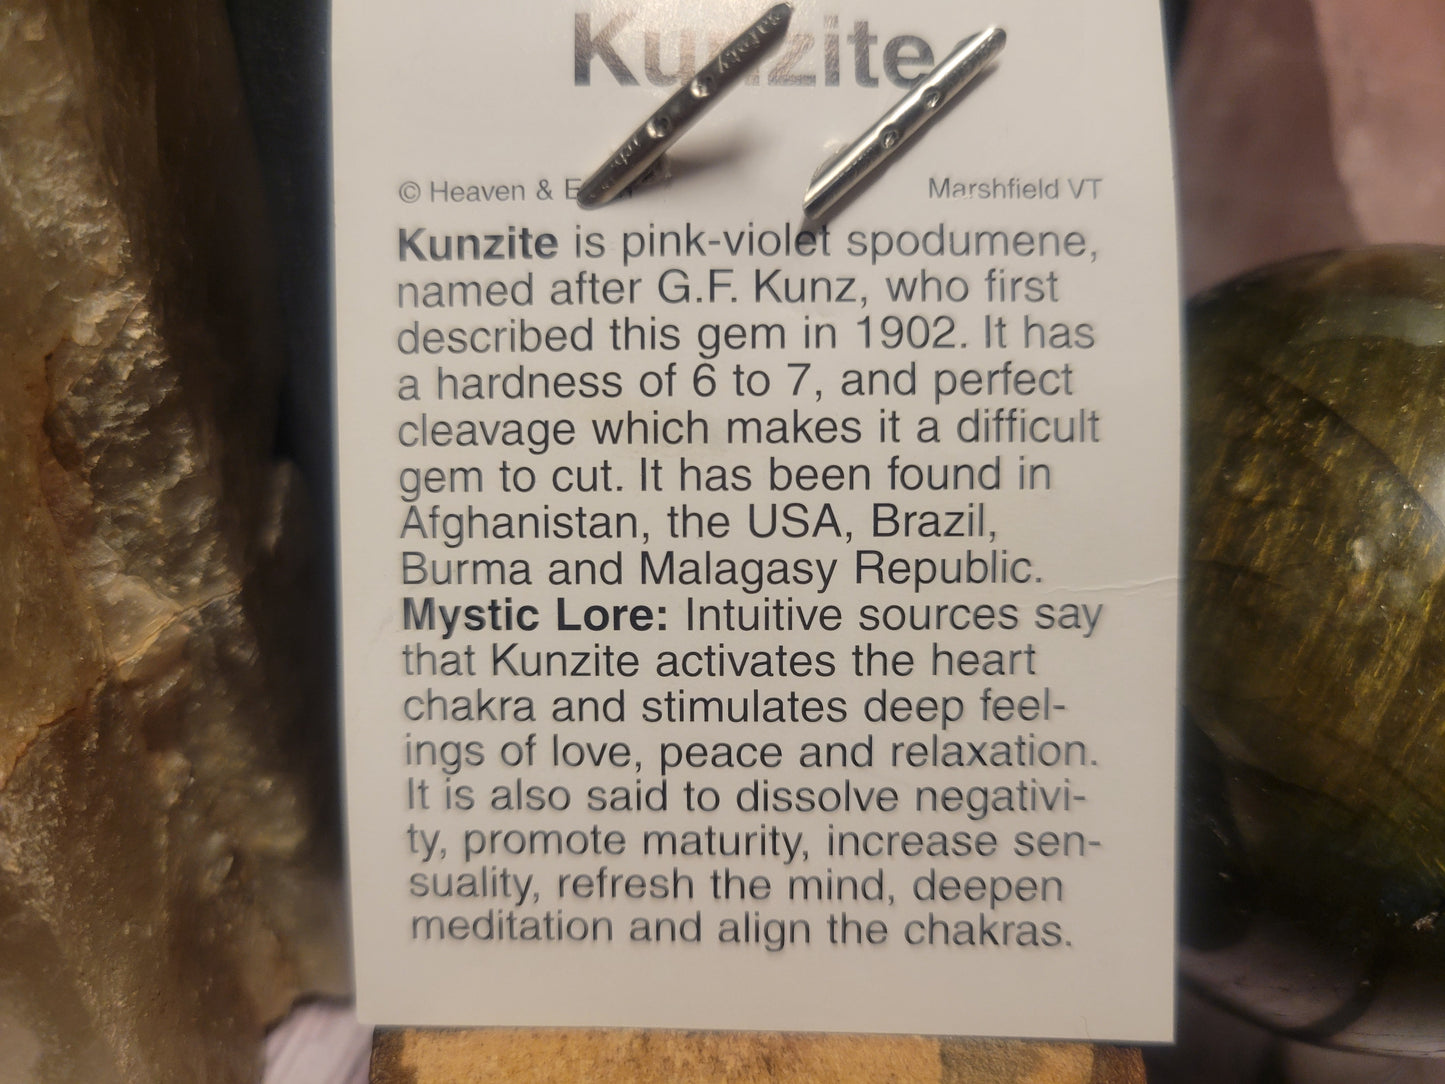 Kunzite
© Heaven & Marshfield VT
Kunzite is pink-violet spodumene,
named after G.F. Kunz, who first
described this gem in 1902. It has
a hardness of 6 to 7, and perfect
cleavage which makes it a difficult
gem to cut. It has been found in
Afghanistan, the USA, Brazil,
Burma and Malagasy Republic.
Mystic Lore: Intuitive sources say
that Kunzite activates the heart
chakra and stimulates deep feel-
ings of love, peace and relaxation.
It is also said to dissolve negativi-
ty, promote maturity, increase sen-
suality, refresh the mind, deepen
meditation and align the chakras.